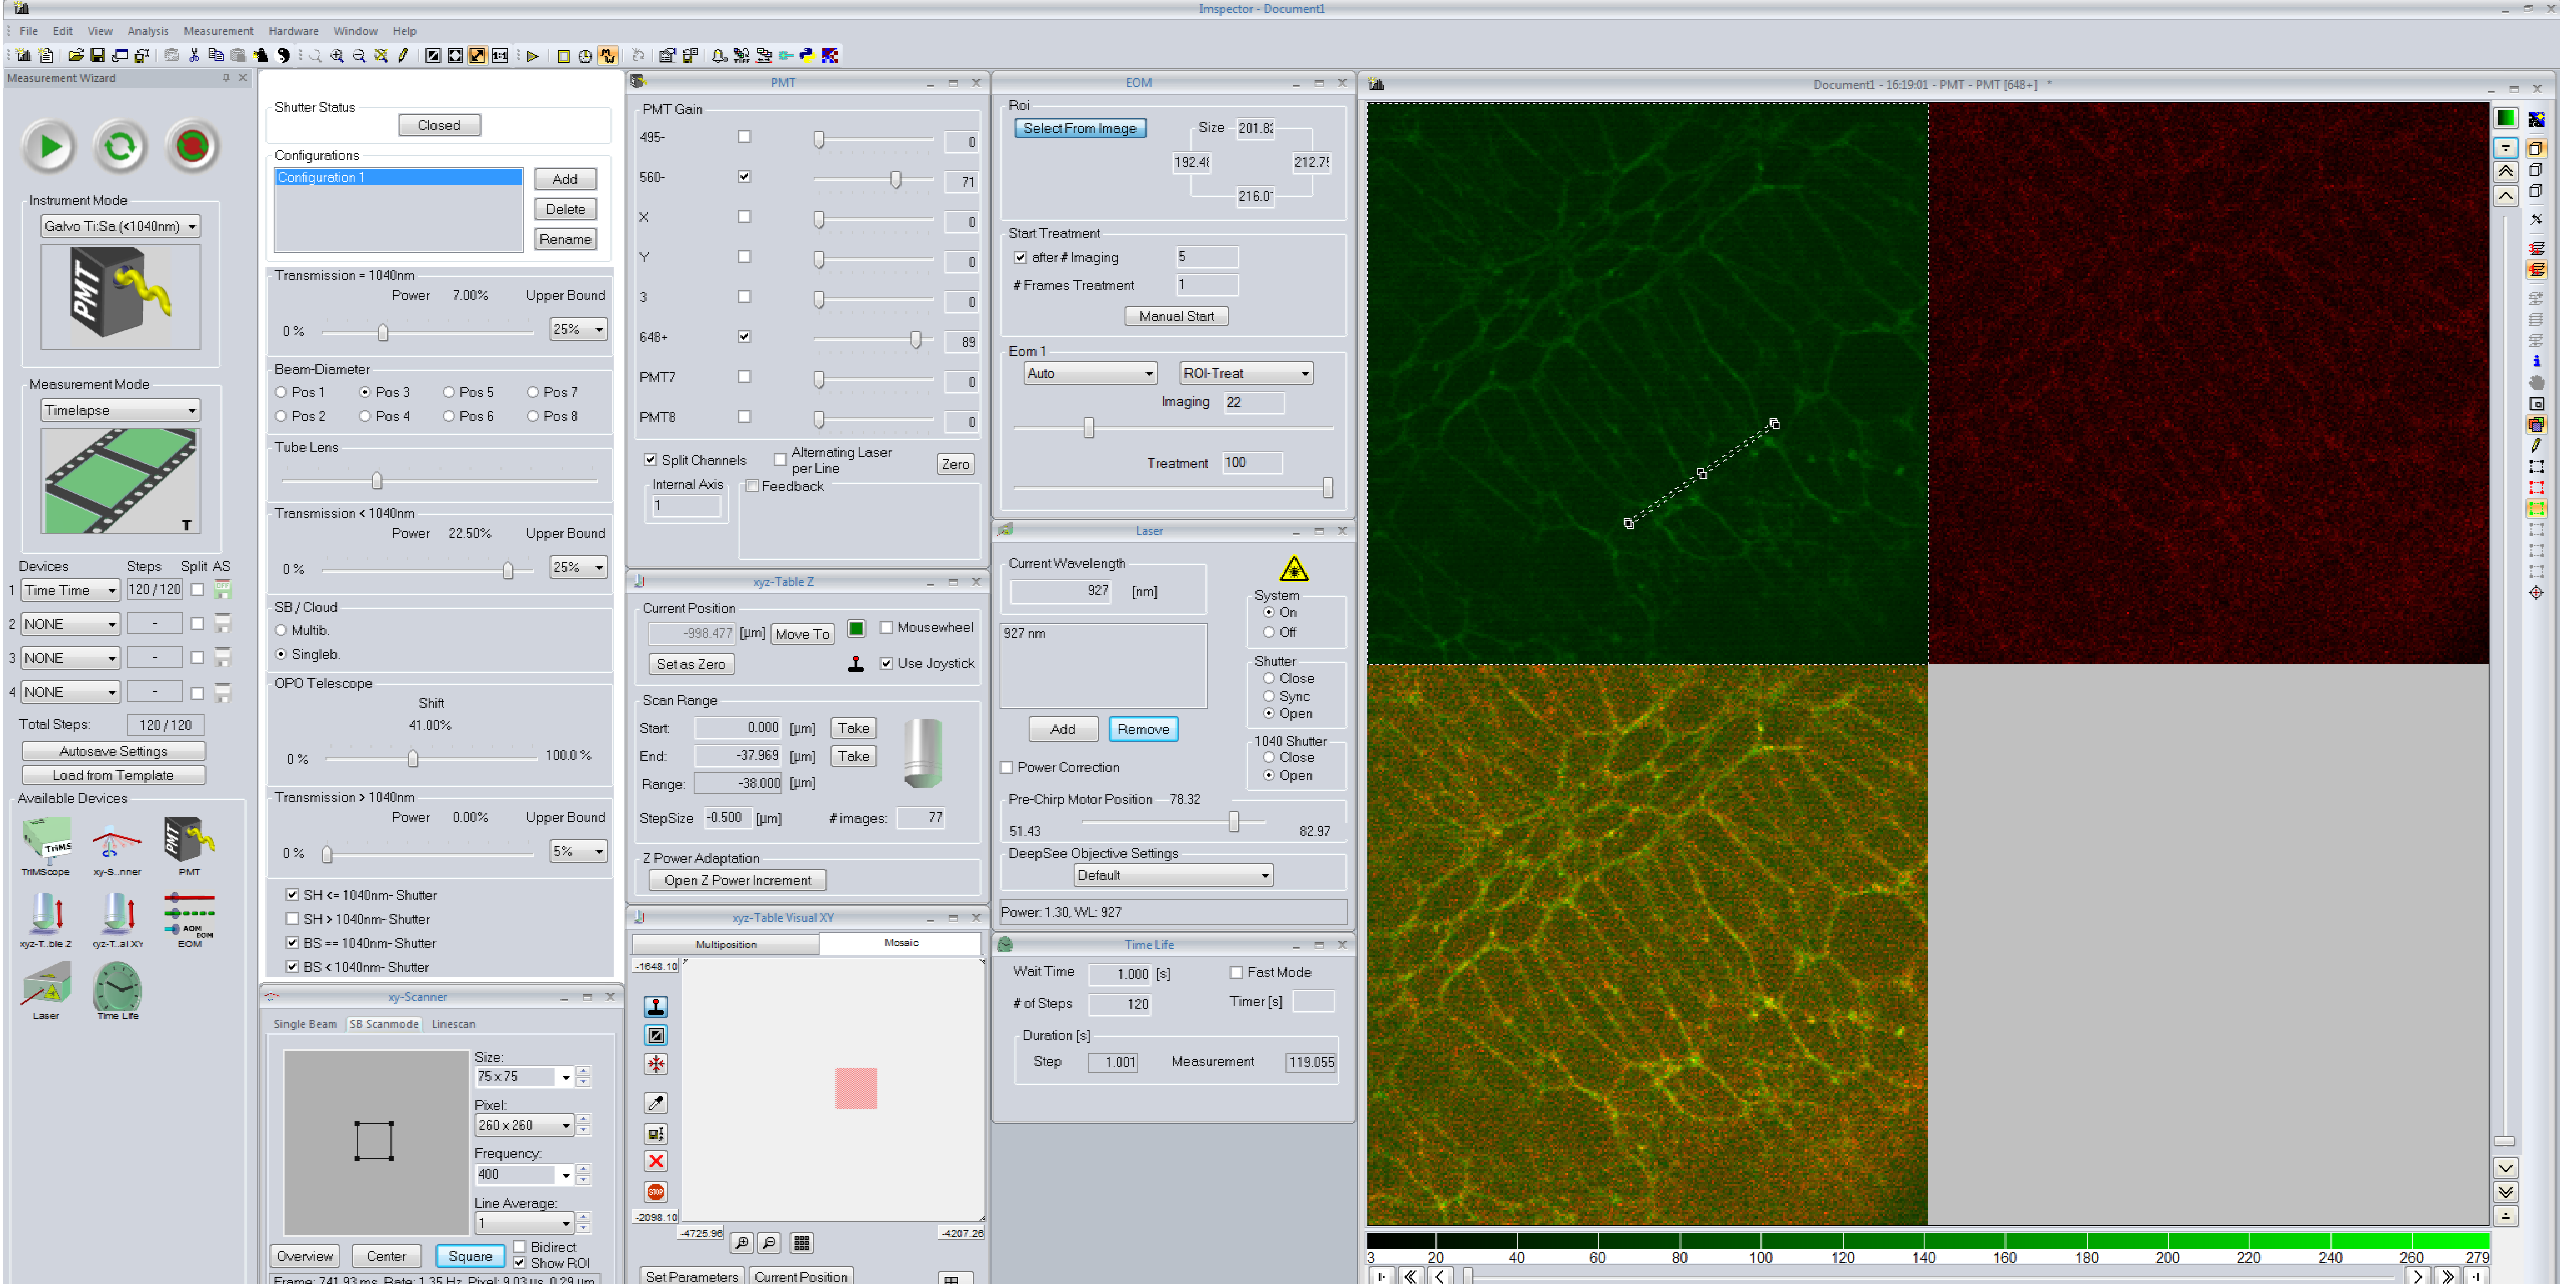 Imspector - Document1
File Edit View Analysis Measurement Hardware Window Help
Measurement Wizard
Instrument Mode
Galvo Ti:Sa (<1040nm)
PMT
Measurement Mode
Timelapse
T
Devices Steps Split AS
1 Time Time 120 / 120
2 NONE -
3 NONE -
4 NONE -
Total Steps: 120 / 120
Autosave Settings
Load from Template
Available Devices
TriMScope xy-S...nner PMT
xyz-T...ble Z xyz-T...al XY EOM
Laser Time Life
Shutter Status
Closed
Configurations
Configuration 1
Add
Delete
Rename
Transmission = 1040nm
Power 7.00% Upper Bound
0 % 25%
Beam-Diameter
Pos 1 Pos 3 Pos 5 Pos 7
Pos 2 Pos 4 Pos 6 Pos 8
Tube Lens
Transmission < 1040nm
Power 22.50% Upper Bound
0 % 25%
SB / Cloud
Multib.
Singleb.
OPO Telescope
Shift
41.00%
0 % 100.0 %
Transmission > 1040nm
Power 0.00% Upper Bound
0 % 5%
SH <= 1040nm- Shutter
SH > 1040nm- Shutter
BS == 1040nm- Shutter
BS < 1040nm- Shutter
xy-Scanner
Single Beam SB Scanmode Linescan
Size:
75 x 75
Pixel:
260 x 260
Frequency:
400
Line Average:
1
Overview Center Square
Bidirect
Show ROI
Frame: 741.93 ms, Rate: 1.35 Hz, Pixel: 9.03 µs, 0.29 µm
PMT
PMT Gain
495- 0
560- 71
X 0
Y 0
3 0
648+ 89
PMT7 0
PMT8 0
Split Channels
Alternating Laser
per Line
Zero
Internal Axis
1
Feedback
xyz-Table Z
Current Position
-998.477 [µm] Move To Mousewheel
Set as Zero Use Joystick
Scan Range
Start: 0.000 [µm] Take
End: -37.969 [µm] Take
Range: -38.000 [µm]
StepSize -0.500 [µm] # images: 77
Z Power Adaptation
Open Z Power Increment
xyz-Table Visual XY
Multiposition Mosaic
-1648.10
-2098.10
-4725.96 -4207.26
STOP
Set Parameters Current Position
EOM
Roi
Select From Image
Size 201.82
192.48
216.0
Start Treatment
after # Imaging 5
# Frames Treatment 1
Manual Start
Eom 1
Auto ROI-Treat
Imaging 22
Treatment 100
Laser
Current Wavelength
927 [nm]
927 nm
System
On
Off
Shutter
Close
Sync
Open
Add Remove
1040 Shutter
Close
Open
Power Correction
Pre-Chirp Motor Position 78.32
51.43 82.97
DeepSee Objective Settings
Default
Power: 1.30, WL: 927
Time Life
Wait Time 1.000 [s] Fast Mode
# of Steps 120 Timer [s]
Duration [s]
Step 1.001 Measurement 119.055
Document1 - 16:19:01 - PMT - PMT [648+] *
3 20 40 60 80 100 120 140 160 180 200 220 240 260 279